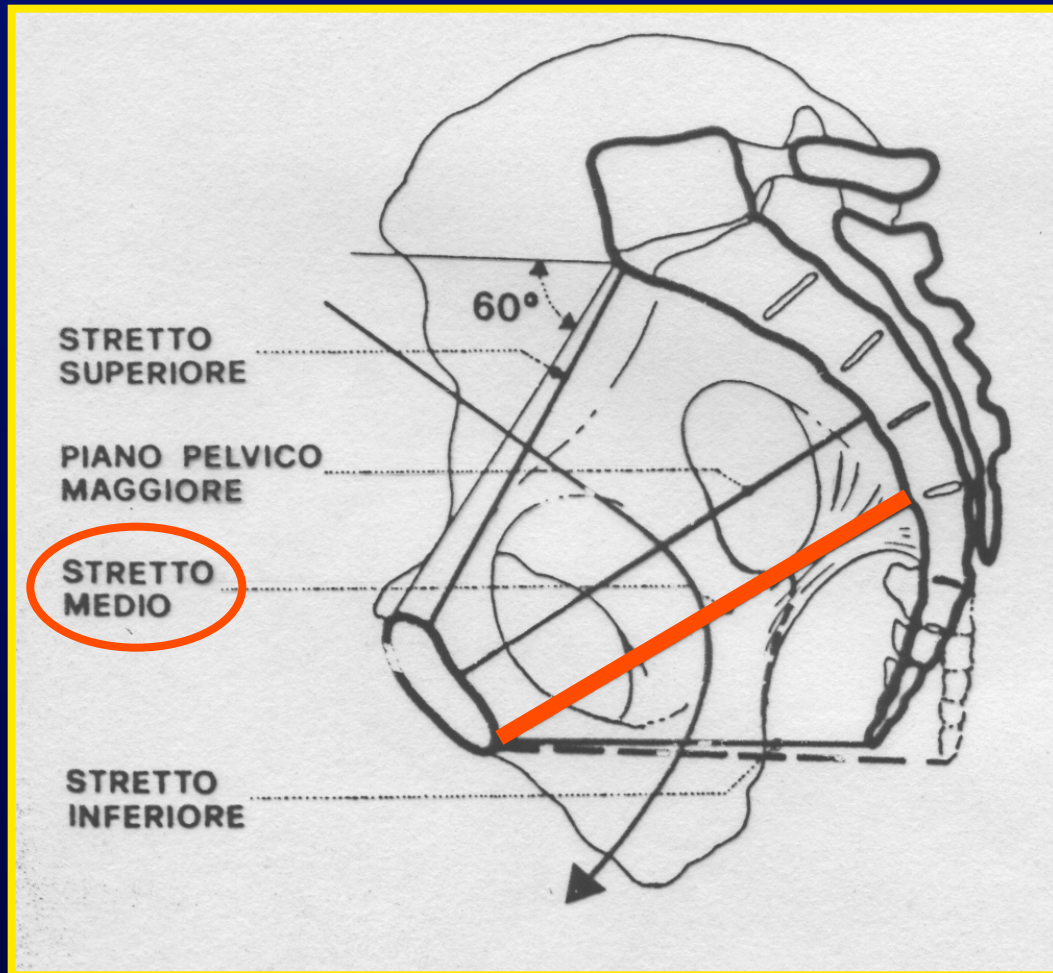 60°
STRETTO
SUPERIORE
PIANO PELVICO
MAGGIORE
STRETTO
MEDIO
STRETTO
INFERIORE